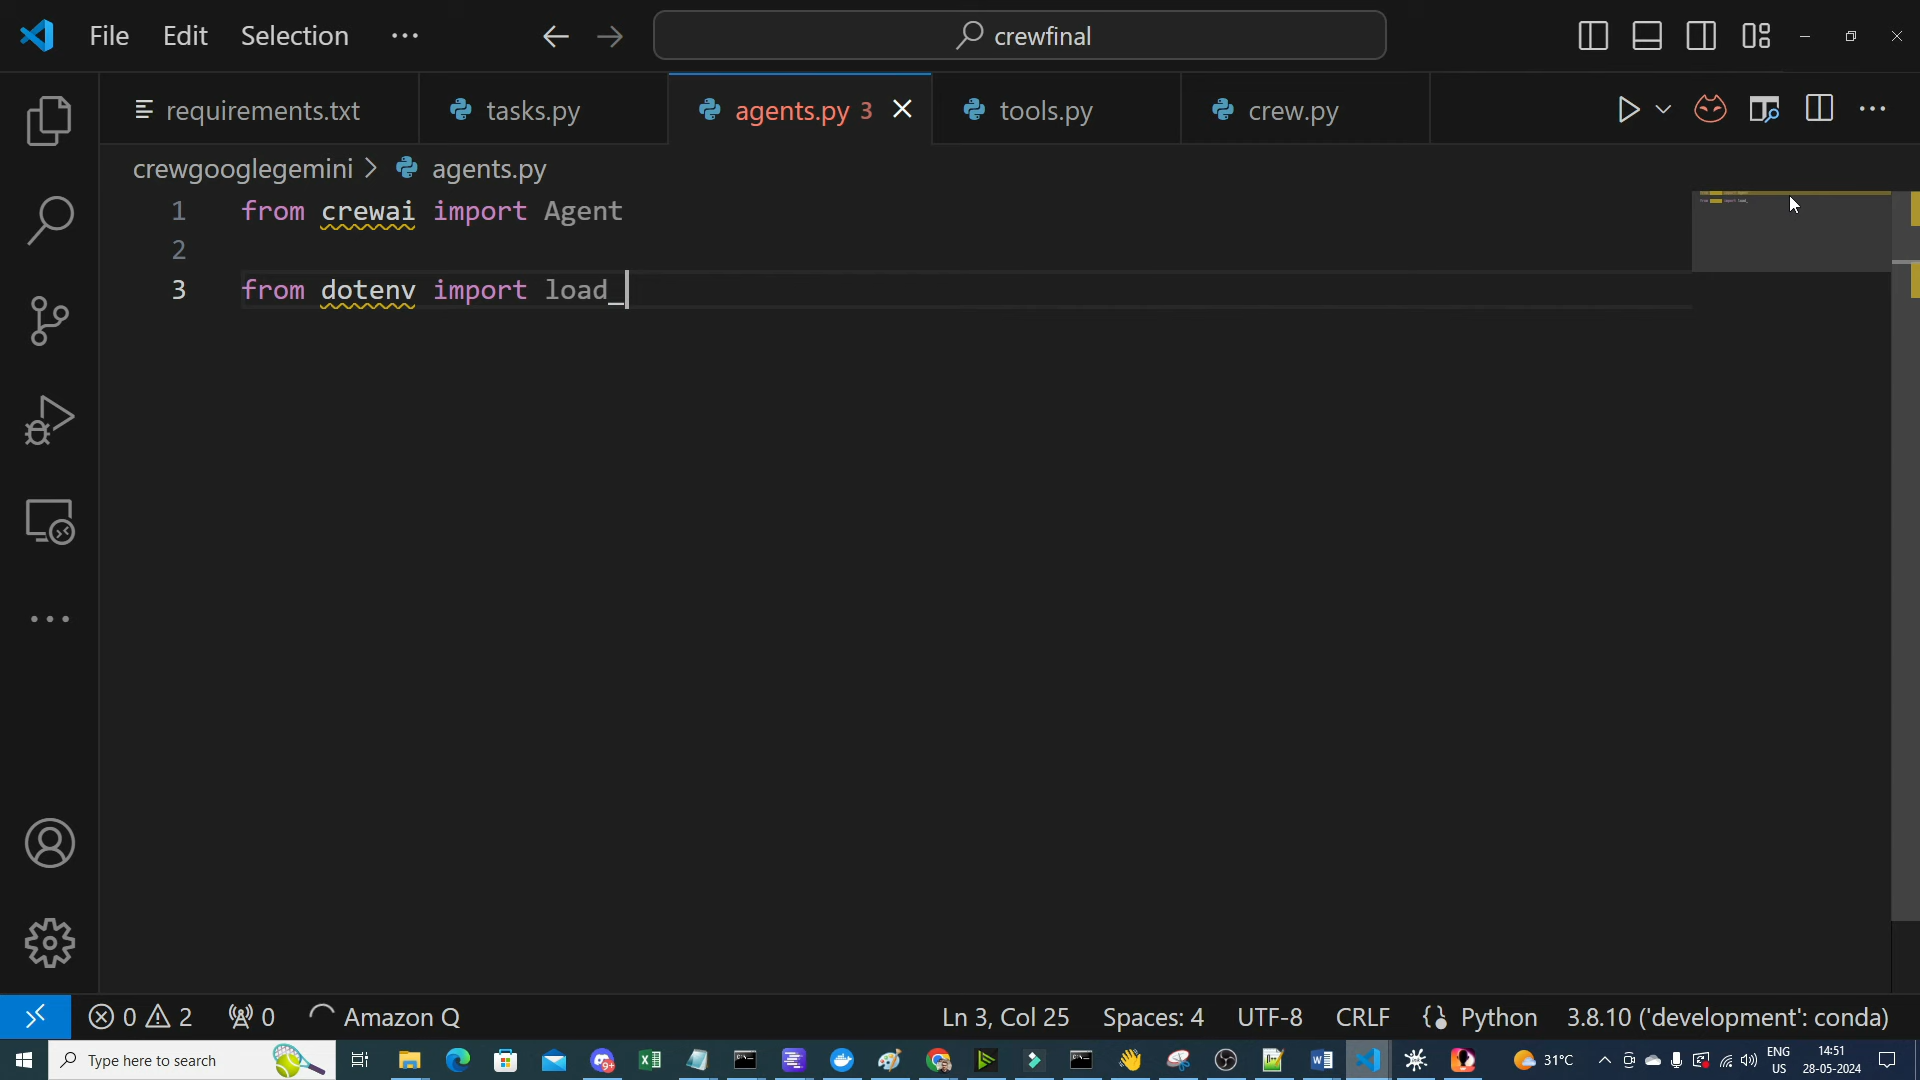 File Edit Selection ···
crewfinal
requirements.txt tasks.py agents.py 3 tools.py crew.py
crewgooglegemini > agents.py
1 from crewai import Agent
2
3 from dotenv import load_
0 2 0 Amazon Q Ln 3, Col 25 Spaces: 4 UTF-8 CRLF Python 3.8.10 ('development': conda)
Type here to search 9+ 31°C ENG US 14:51 28-05-2024